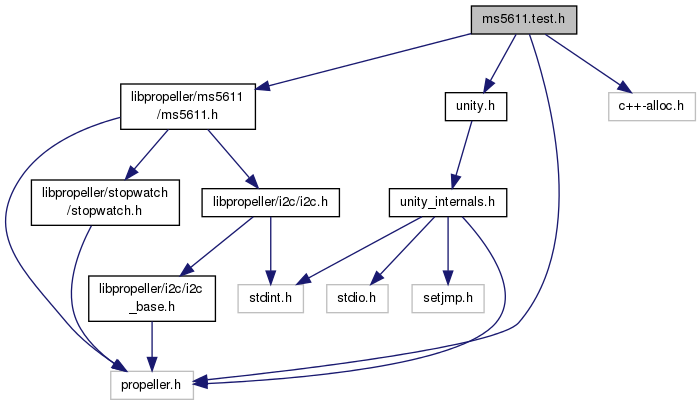 ms5611.test.h
libpropeller/ms5611
/ms5611.h
unity.h
c++-alloc.h
libpropeller/stopwatch
/stopwatch.h
libpropeller/i2c/i2c.h
unity_internals.h
libpropeller/i2c/i2c
_base.h
stdint.h
stdio.h
setjmp.h
propeller.h